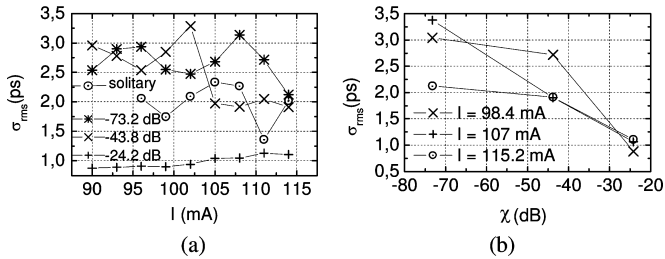 3,5
3,0
2,5
2,0
1,5
1,0
σrms(ps)
solitary
-73.2 dB
-43.8 dB
-24.2 dB
90 95 100 105 110 115
I (mA)
(a)
3,5
3,0
2,5
2,0
1,5
1,0
0,5
σrms(ps)
I = 98.4 mA
I = 107 mA
I = 115.2 mA
-80 -70 -60 -50 -40 -30 -20
χ (dB)
(b)